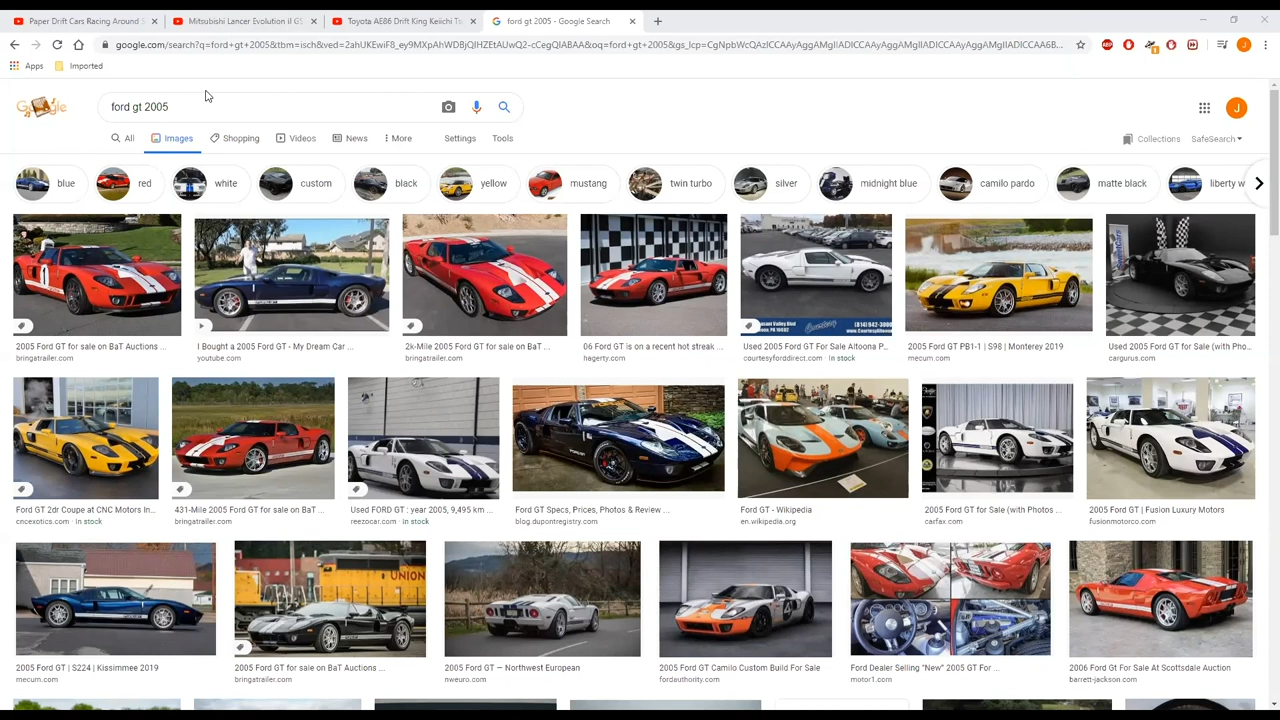 Paper Drift Cars Racing Around S
Mitsubishi Lancer Evolution II GS
Toyota AE86 Drift King Keiichi Ts
ford gt 2005 - Google Search
google.com/search?q=ford+gt+2005&tbm=isch&ved=2ahUKEwiF8_ey9MXpAhWDBjQIHZEtAUwQ2-cCegQIABAA&oq=ford+gt+2005&gs_lcp=CgNpbWcQAzICCAAyAggAMgIIADICCAAyAggAMgIIADICCAAyAggAMgIIADICCAA6B...
Apps
Imported
ford gt 2005
All
Images
Shopping
Videos
News
More
Settings
Tools
Collections
SafeSearch
blue
red
white
custom
black
yellow
mustang
twin turbo
silver
midnight blue
camilo pardo
matte black
liberty w
2005 Ford GT for sale on BaT Auctions ...
bringatrailer.com
I Bought a 2005 Ford GT - My Dream Car ...
youtube.com
2k-Mile 2005 Ford GT for sale on BaT ...
bringatrailer.com
06 Ford GT is on a recent hot streak ...
hagerty.com
Used 2005 Ford GT For Sale Altoona P...
courtesyforddirect.com · In stock
2005 Ford GT PB1-1 | S98 | Monterey 2019
mecum.com
Used 2005 Ford GT for Sale (with Pho...
cargurus.com
Ford GT 2dr Coupe at CNC Motors In...
cncexotics.com · In stock
431-Mile 2005 Ford GT for sale on BaT ...
bringatrailer.com
Used FORD GT : year 2005, 9,495 km ...
reezocar.com · In stock
Ford GT Specs, Prices, Photos & Review ...
blog.dupontregistry.com
Ford GT - Wikipedia
en.wikipedia.org
2005 Ford GT for Sale (with Photos ...
carfax.com
2005 Ford GT | Fusion Luxury Motors
fusionmotorco.com
UNION
2005 Ford GT | S224 | Kissimmee 2019
mecum.com
2005 Ford GT for sale on BaT Auctions ...
bringatrailer.com
2005 Ford GT — Northwest European
nweuro.com
2005 Ford GT Camilo Custom Build For Sale
fordauthority.com
Ford Dealer Selling "New" 2005 GT For ...
motor1.com
2006 Ford Gt For Sale At Scottsdale Auction
barrett-jackson.com